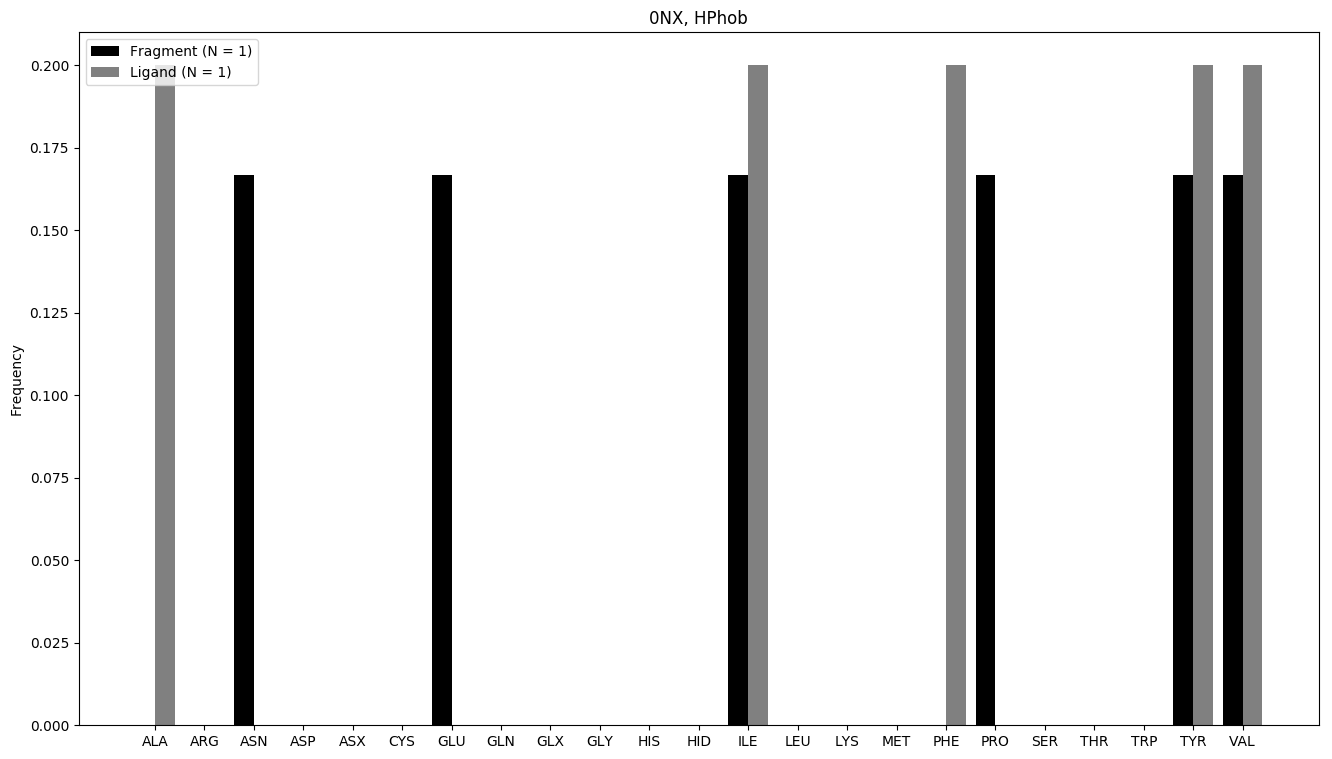 0NX, HPhob
Fragment (N = 1)
Ligand (N = 1)
0.200
0.175
0.150
0.125
0.100
0.075
0.050
0.025
0.000
Frequency
ALA ARG ASN ASP ASX CYS GLU GLN GLX GLY HIS HID ILE LEU LYS MET PHE PRO SER THR TRP TYR VAL